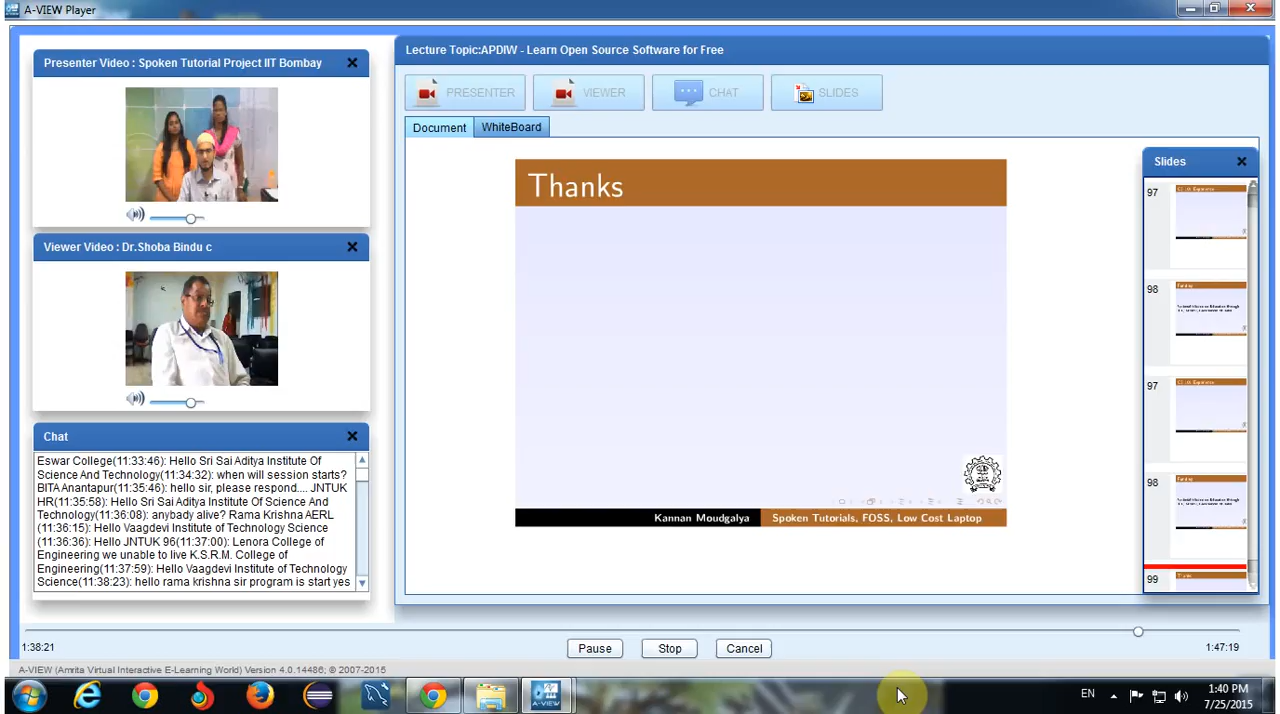 A-VIEW Player
Presenter Video : Spoken Tutorial Project IIT Bombay
Viewer Video : Dr.Shoba Bindu c
Chat
Eswar College(11:33:46): Hello Sri Sai Aditya Institute Of
Science And Technology(11:34:32): when will session starts?
BITA Anantapur(11:35:46): hello sir, please respond.... JNTUK
HR(11:35:58): Hello Sri Sai Aditya Institute Of Science And
Technology(11:36:08): anybady alive? Rama Krishna AERL
(11:36:15): Hello Vaagdevi Institute of Technology Science
(11:36:36): Hello JNTUK 96(11:37:00): Lenora College of
Engineering we unable to live K.S.R.M. College of
Engineering(11:37:59): Hello Vaagdevi Institute of Technology
Science(11:38:23): hello rama krishna sir program is start yes
Lecture Topic:APDIW - Learn Open Source Software for Free
PRESENTER
VIEWER
CHAT
SLIDES
Document
WhiteBoard
Thanks
Kannan Moudgalya
Spoken Tutorials, FOSS, Low Cost Laptop
Slides
97
98
97
98
99
Thanks
1:38:21
Pause
Stop
Cancel
1:47:19
A-VIEW (Amrita Virtual Interactive E-Learning World) Version 4.0.14486; © 2007-2015
A-VIEW
EN
1:40 PM
7/25/2015